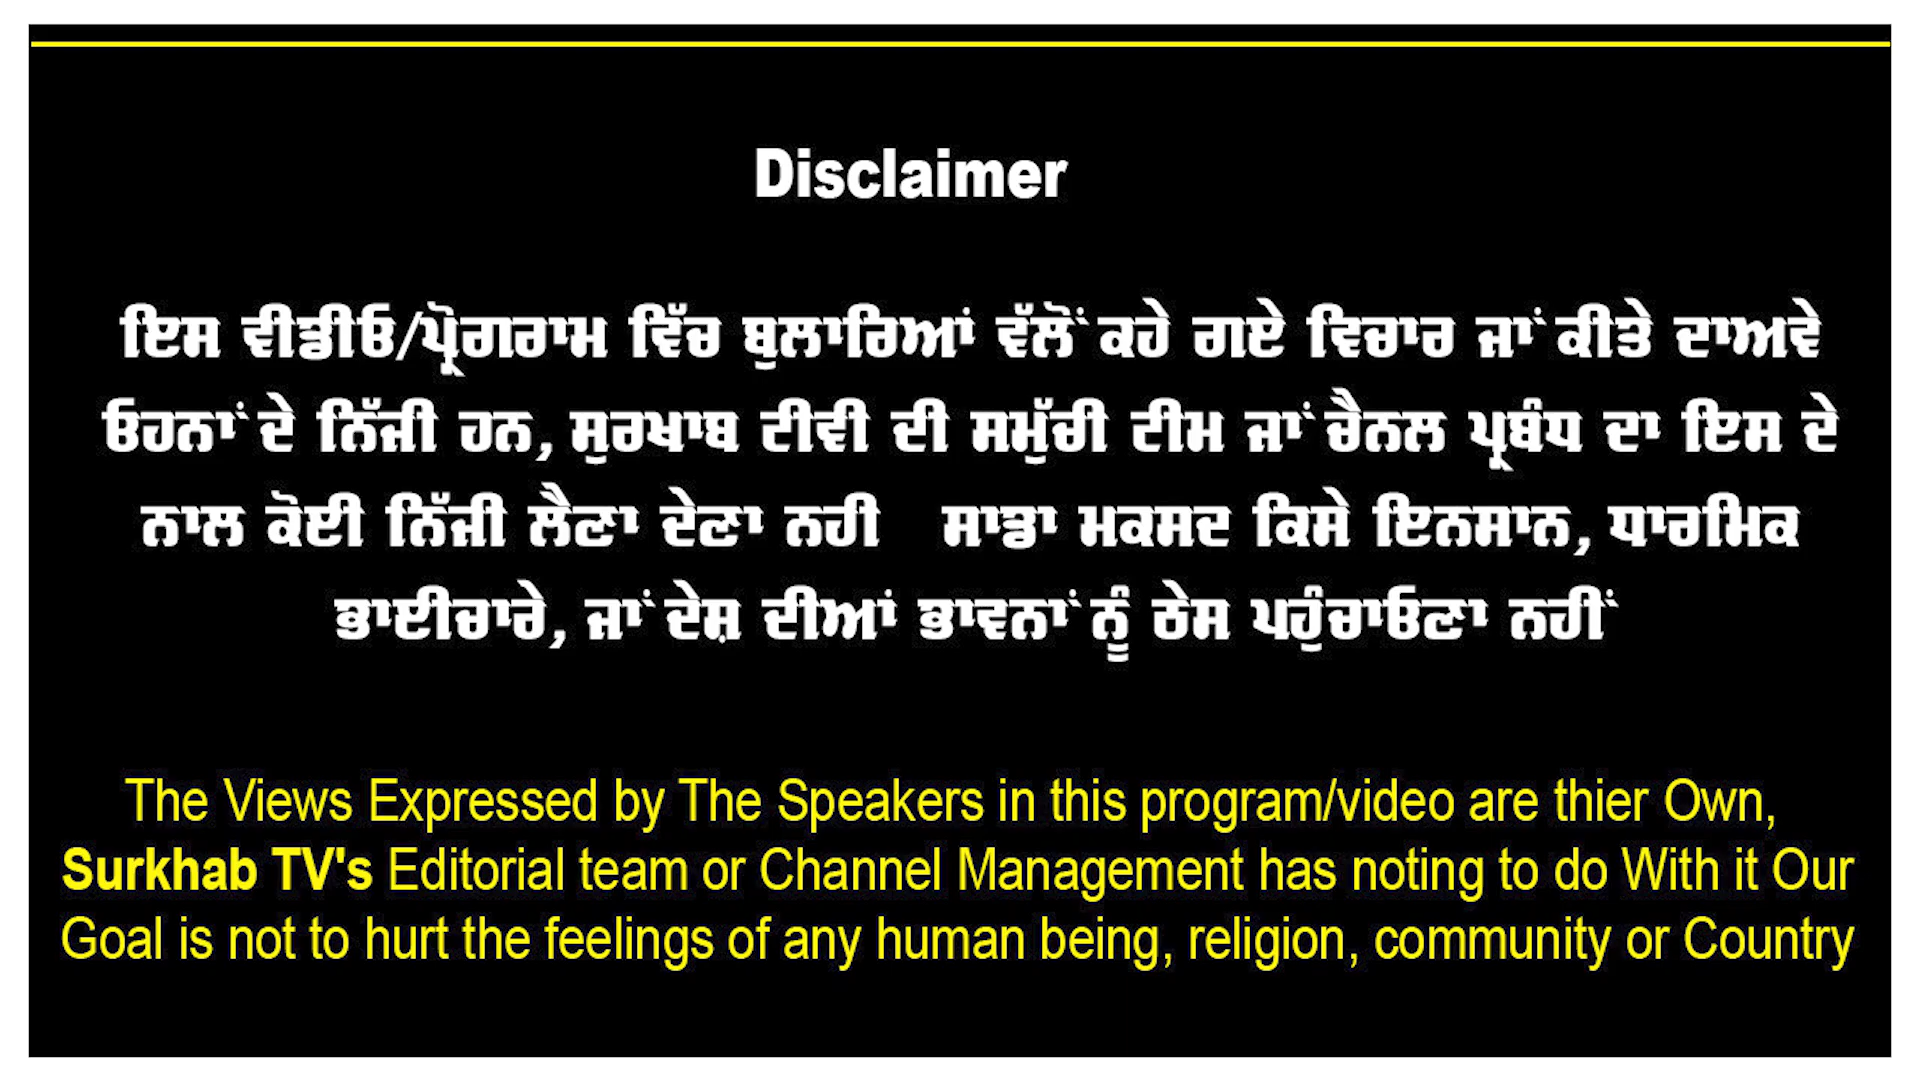 Disclaimer
ਇਸ ਵੀਡੀਓ/ਪ੍ਰੋਗਰਾਮ ਵਿੱਚ ਬੁਲਾਰਿਆਂ ਵੱਲੋਂ ਕਹੇ ਗਏ ਵਿਚਾਰ ਜਾਂ ਕੀਤੇ ਦਾਅਵੇ
ਓਹਨਾਂ ਦੇ ਨਿੱਜੀ ਹਨ, ਸੁਰਖਾਬ ਟੀਵੀ ਦੀ ਸਮੁੱਚੀ ਟੀਮ ਜਾਂ ਚੈਨਲ ਪ੍ਰਬੰਧ ਦਾ ਇਸ ਦੇ
ਨਾਲ ਕੋਈ ਨਿੱਜੀ ਲੈਣਾ ਦੇਣਾ ਨਹੀ ਸਾਡਾ ਮਕਸਦ ਕਿਸੇ ਇਨਸਾਨ, ਧਾਰਮਿਕ
ਭਾਈਚਾਰੇ, ਜਾਂ ਦੇਸ਼ ਦੀਆਂ ਭਾਵਨਾਂ ਨੂੰ ਠੇਸ ਪਹੁੰਚਾਓਣਾ ਨਹੀਂ
The Views Expressed by The Speakers in this program/video are thier Own,
Surkhab TV's Editorial team or Channel Management has noting to do With it Our
Goal is not to hurt the feelings of any human being, religion, community or Country